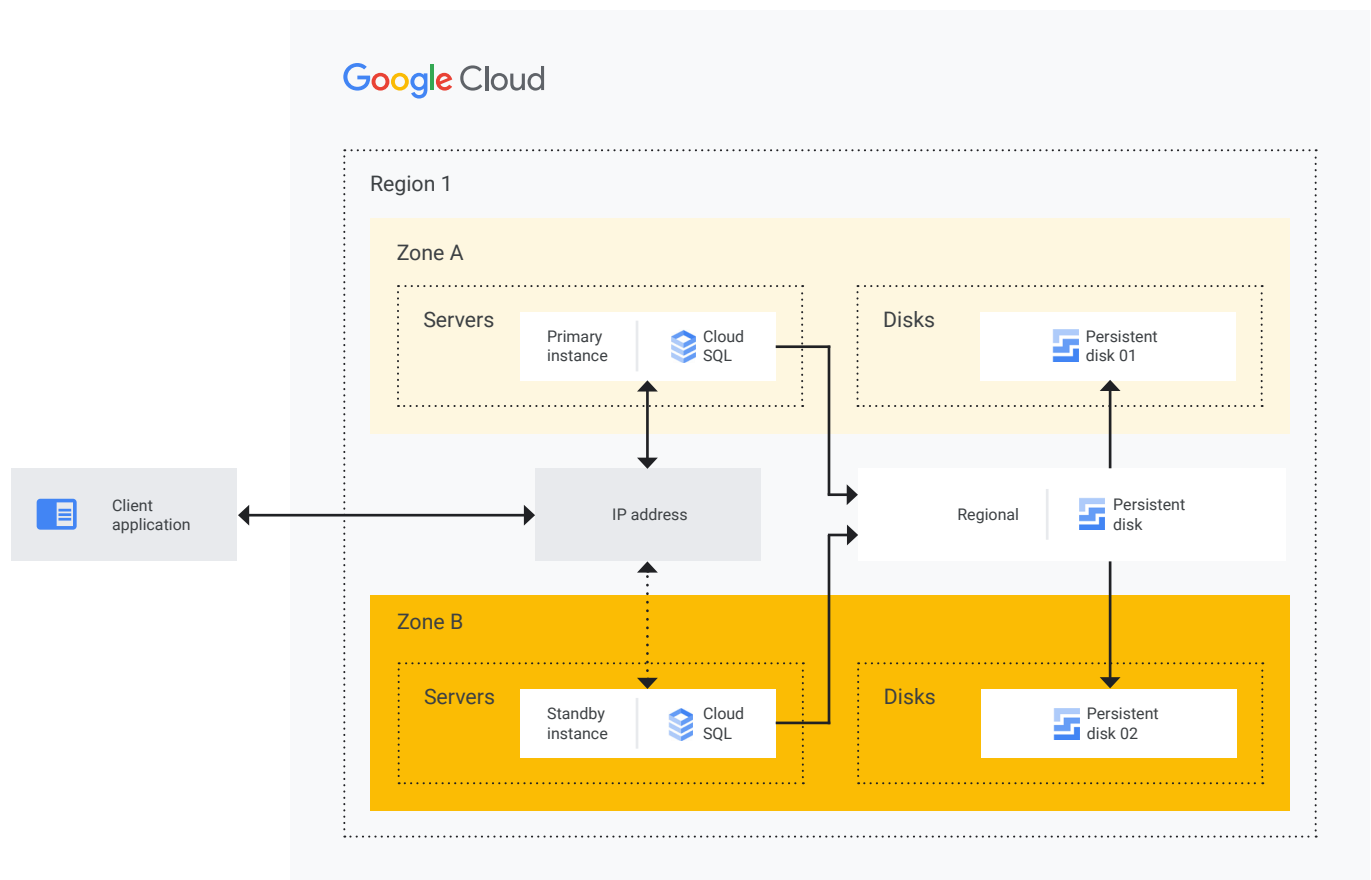 Google Cloud
Region 1
Zone A
Servers
Primary
instance
Cloud
SQL
Disks
Persistent
disk 01
Client
application
IP address
Regional
Persistent
disk
Zone B
Servers
Standby
instance
Cloud
SQL
Disks
Persistent
disk 02